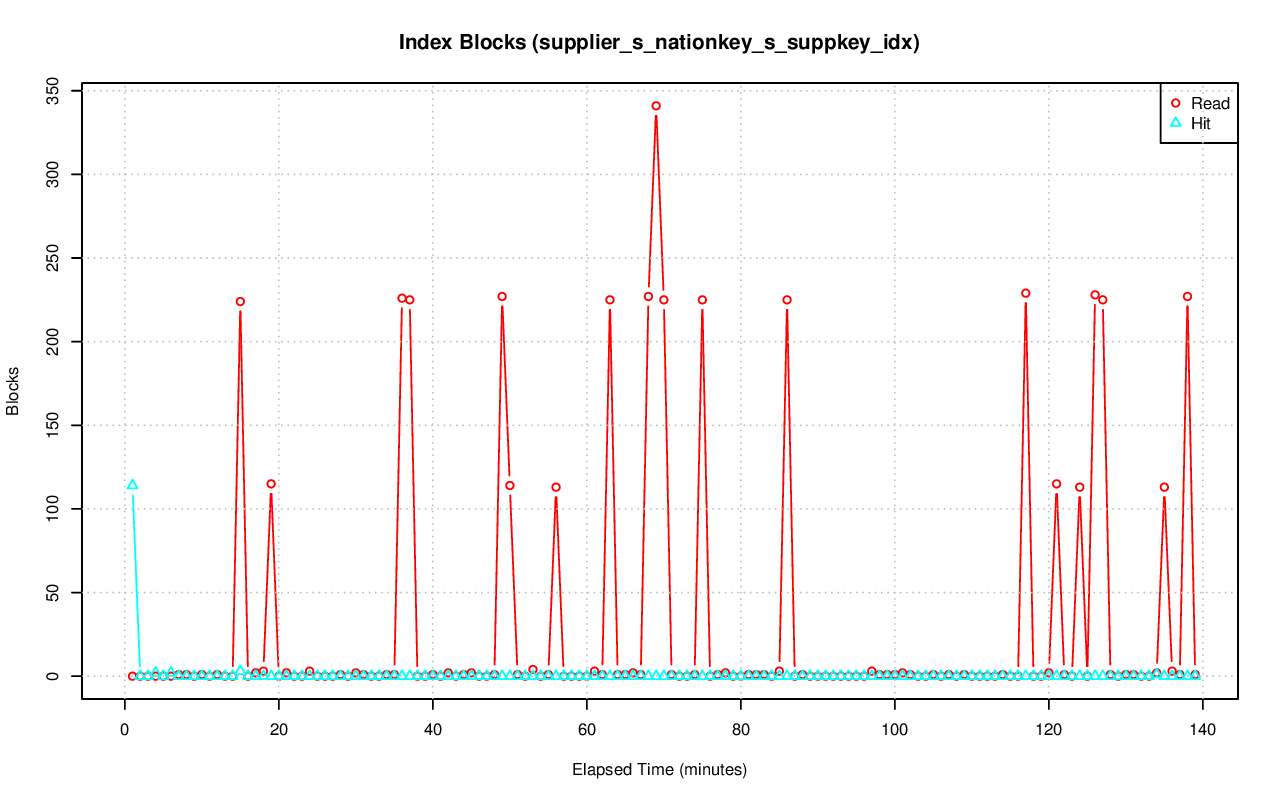 Index Blocks (supplier_s_nationkey_s_suppkey_idx)
Read
Hit
350
300
250
200
150
100
50
0
Blocks
0 20 40 60 80 100 120 140
Elapsed Time (minutes)